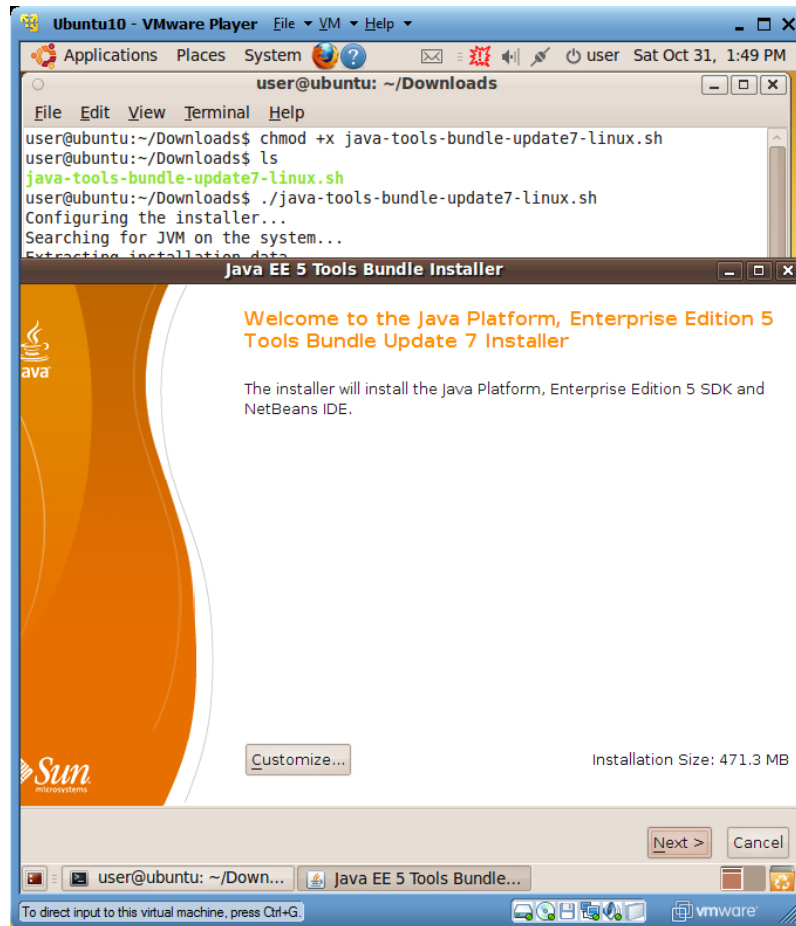 Ubuntu10 - VMware Player File VM Help
Applications Places System user Sat Oct 31, 1:49 PM
user@ubuntu: ~/Downloads
File Edit View Terminal Help
user@ubuntu:~/Downloads$ chmod +x java-tools-bundle-update7-linux.sh
user@ubuntu:~/Downloads$ ls
java-tools-bundle-update7-linux.sh
user@ubuntu:~/Downloads$ ./java-tools-bundle-update7-linux.sh
Configuring the installer...
Searching for JVM on the system...
Extracting installation data...
Java EE 5 Tools Bundle Installer
Welcome to the Java Platform, Enterprise Edition 5
Tools Bundle Update 7 Installer
ava
The installer will install the Java Platform, Enterprise Edition 5 SDK and
NetBeans IDE.
Customize...
Installation Size: 471.3 MB
Sun
microsystems
Next >
Cancel
user@ubuntu: ~/Down...
Java EE 5 Tools Bundle...
To direct input to this virtual machine, press Ctrl+G.
vmware